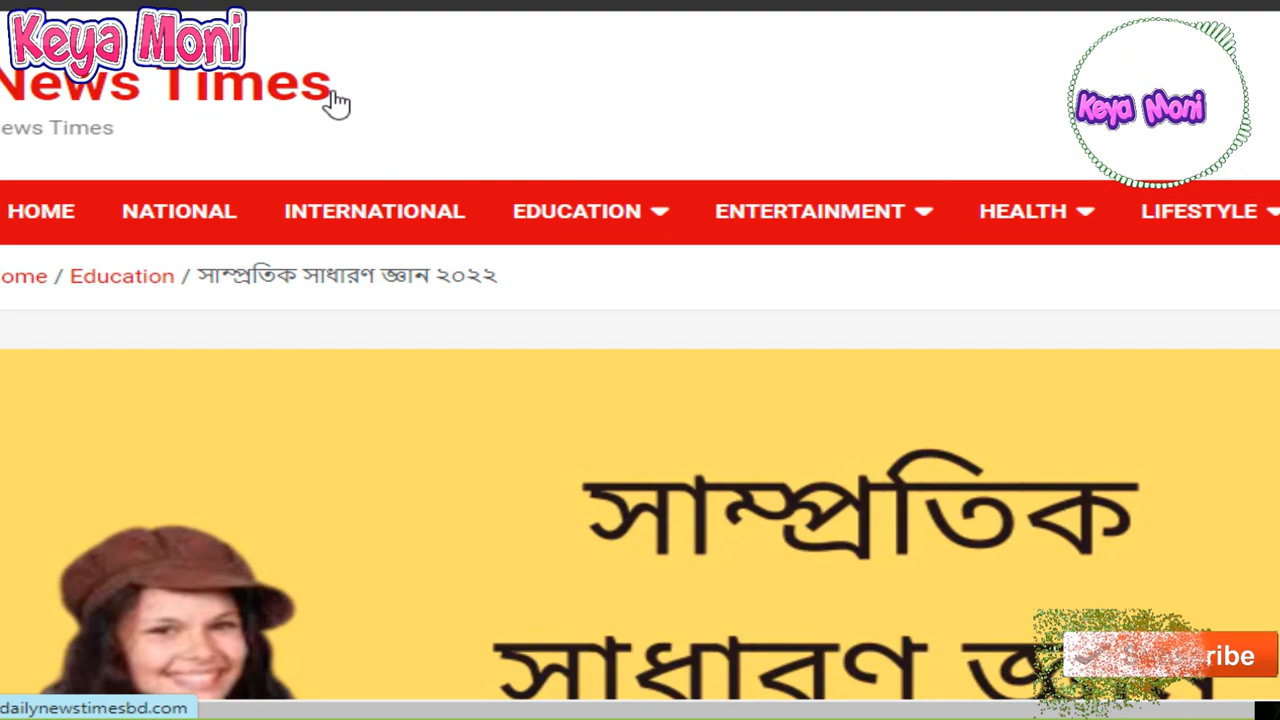 Keya Moni
News Times
ews Times
Keya Moni
HOME NATIONAL INTERNATIONAL EDUCATION ENTERTAINMENT HEALTH LIFESTYLE
ome / Education / সাম্প্রতিক সাধারণ জ্ঞান ২০২২
সাম্প্রতিক
সাধারণ জ্ঞান
dailynewstimesbd.com